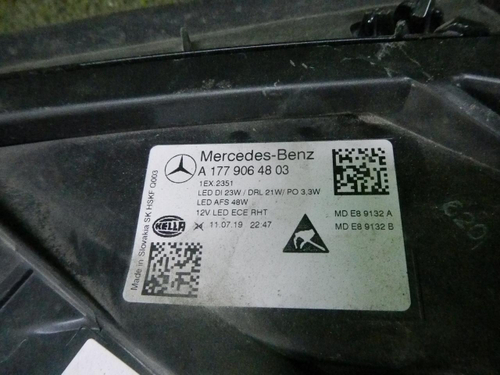 Mercedes-Benz
A 177 906 48 03
1EX 2351
LED DI 23W / DRL 21W/ PO 3.3W
LED AFS 48W
12V LED ECE RHT
MD E8 9132 A
HELLA
11.07.19 22:47
MD E8 9132 B
Made in Slovakia SK HSKF O003